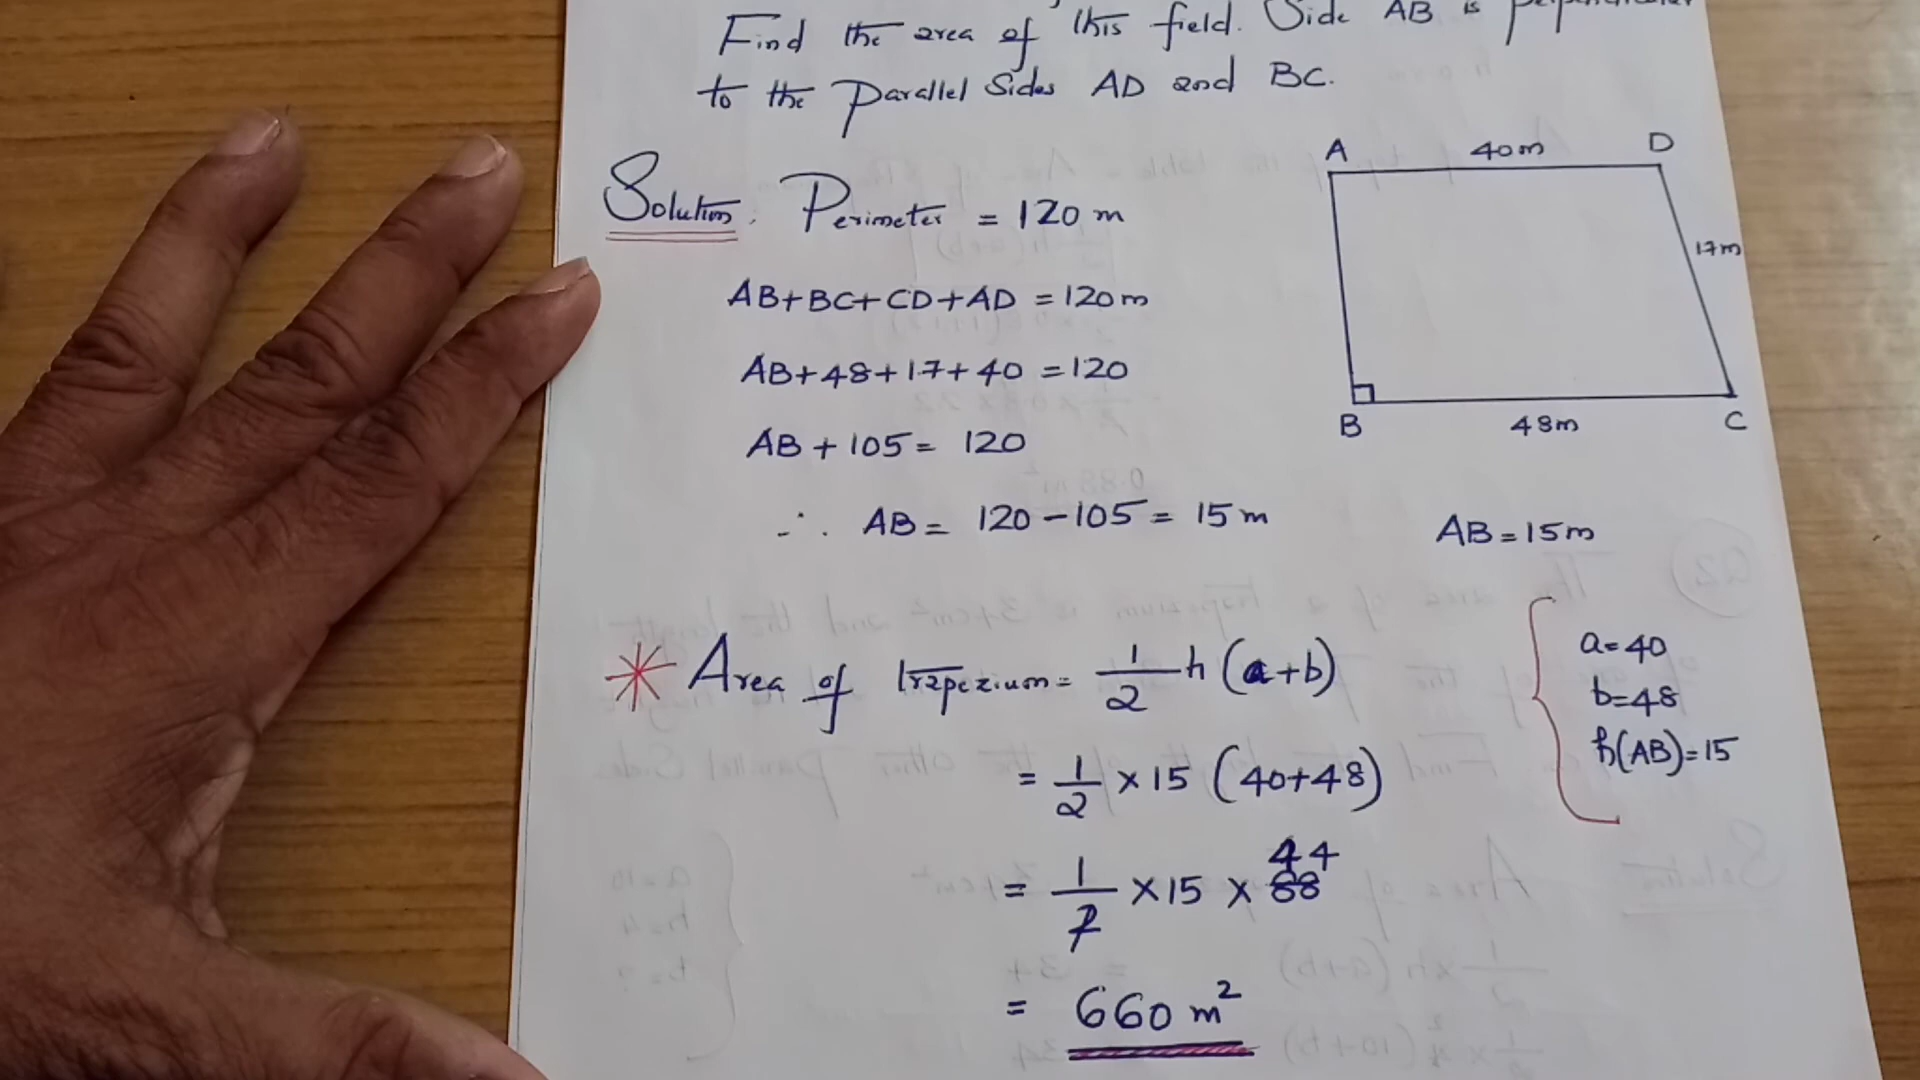 Find the area of this field. Side AB is perpendicular
to the Parallel Sides AD and BC.
Solution. Perimeter = 120 m
AB+BC+CD+AD = 120 m
AB+48+17+40 = 120
AB + 105 = 120
∴ AB = 120 - 105 = 15 m
A 40m D
17m
B 48m C
AB = 15 m
* Area of Trapezium = 1/2 h (a+b)
= 1/2 × 15 (40+48)
= 1/2 × 15 × 88 44
= 660 m²
a = 40
b = 48
h(AB) = 15